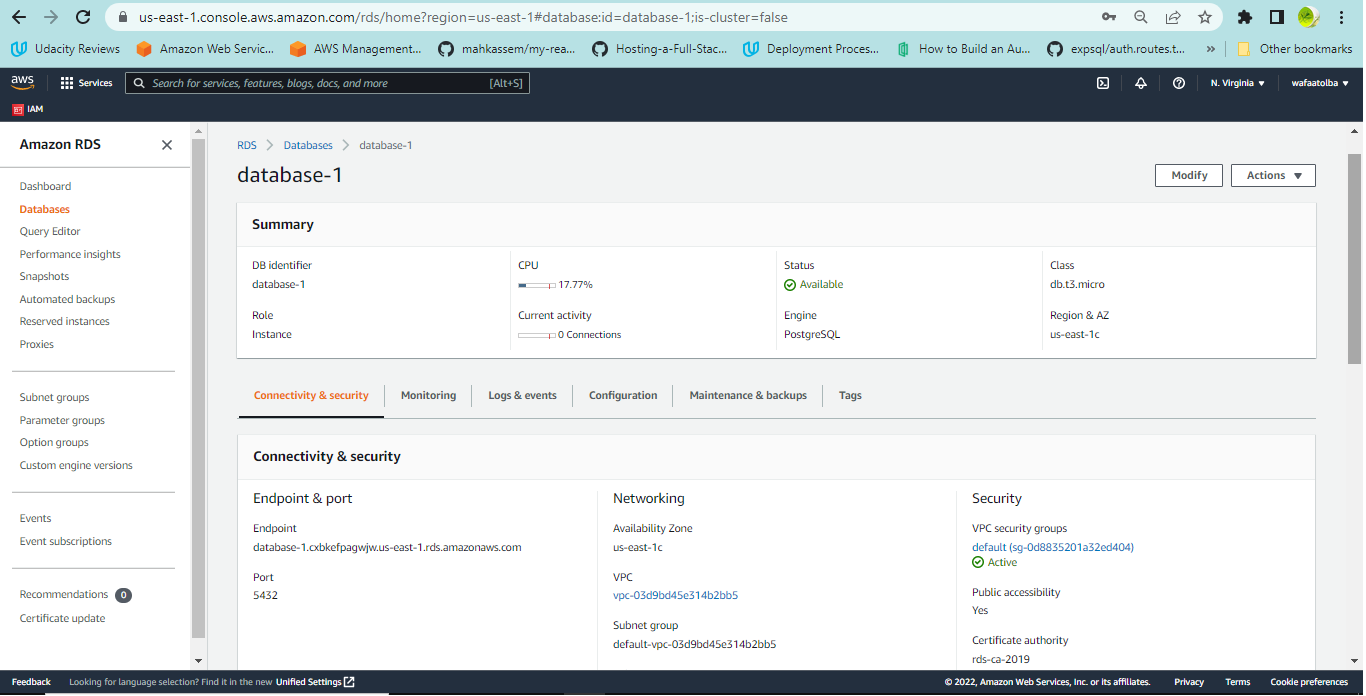 us-east-1.console.aws.amazon.com/rds/home?region=us-east-1#database:id=database-1;is-cluster=false
Udacity Reviews
Amazon Web Servic...
AWS Management...
mahkassem/my-rea...
Hosting-a-Full-Stac...
Deployment Proces...
How to Build an Au...
expsql/auth.routes.t...
»
Other bookmarks
aws
Services
Search for services, features, blogs, docs, and more
[Alt+S]
N. Virginia
wafaatolba
IAM
Amazon RDS
Dashboard
Databases
Query Editor
Performance insights
Snapshots
Automated backups
Reserved instances
Proxies
Subnet groups
Parameter groups
Option groups
Custom engine versions
Events
Event subscriptions
Recommendations 0
Certificate update
RDS
Databases
database-1
database-1
Modify
Actions
Summary
DB identifier
database-1
CPU
17.77%
Status
Available
Class
db.t3.micro
Role
Instance
Current activity
0 Connections
Engine
PostgreSQL
Region & AZ
us-east-1c
Connectivity & security
Monitoring
Logs & events
Configuration
Maintenance & backups
Tags
Connectivity & security
Endpoint & port
Endpoint
database-1.cxbkefpagwjw.us-east-1.rds.amazonaws.com
Port
5432
Networking
Availability Zone
us-east-1c
VPC
vpc-03d9bd45e314b2bb5
Subnet group
default-vpc-03d9bd45e314b2bb5
Security
VPC security groups
default (sg-0d8835201a32ed404)
Active
Public accessibility
Yes
Certificate authority
rds-ca-2019
Feedback
Looking for language selection? Find it in the new Unified Settings
© 2022, Amazon Web Services, Inc. or its affiliates.
Privacy
Terms
Cookie preferences